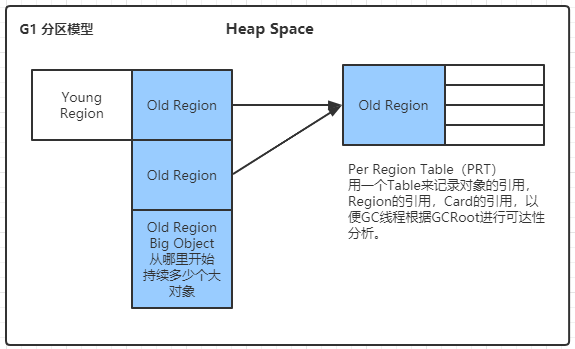 G1 分区模型
Heap Space
Young
Region
Old Region
Old Region
Old Region
Big Object
从哪里开始
持续多少个大
对象
Old Region
Per Region Table（PRT）
用一个Table来记录对象的引用，
Region的引用，Card的引用，以
便GC线程根据GCRoot进行可达性
分析。